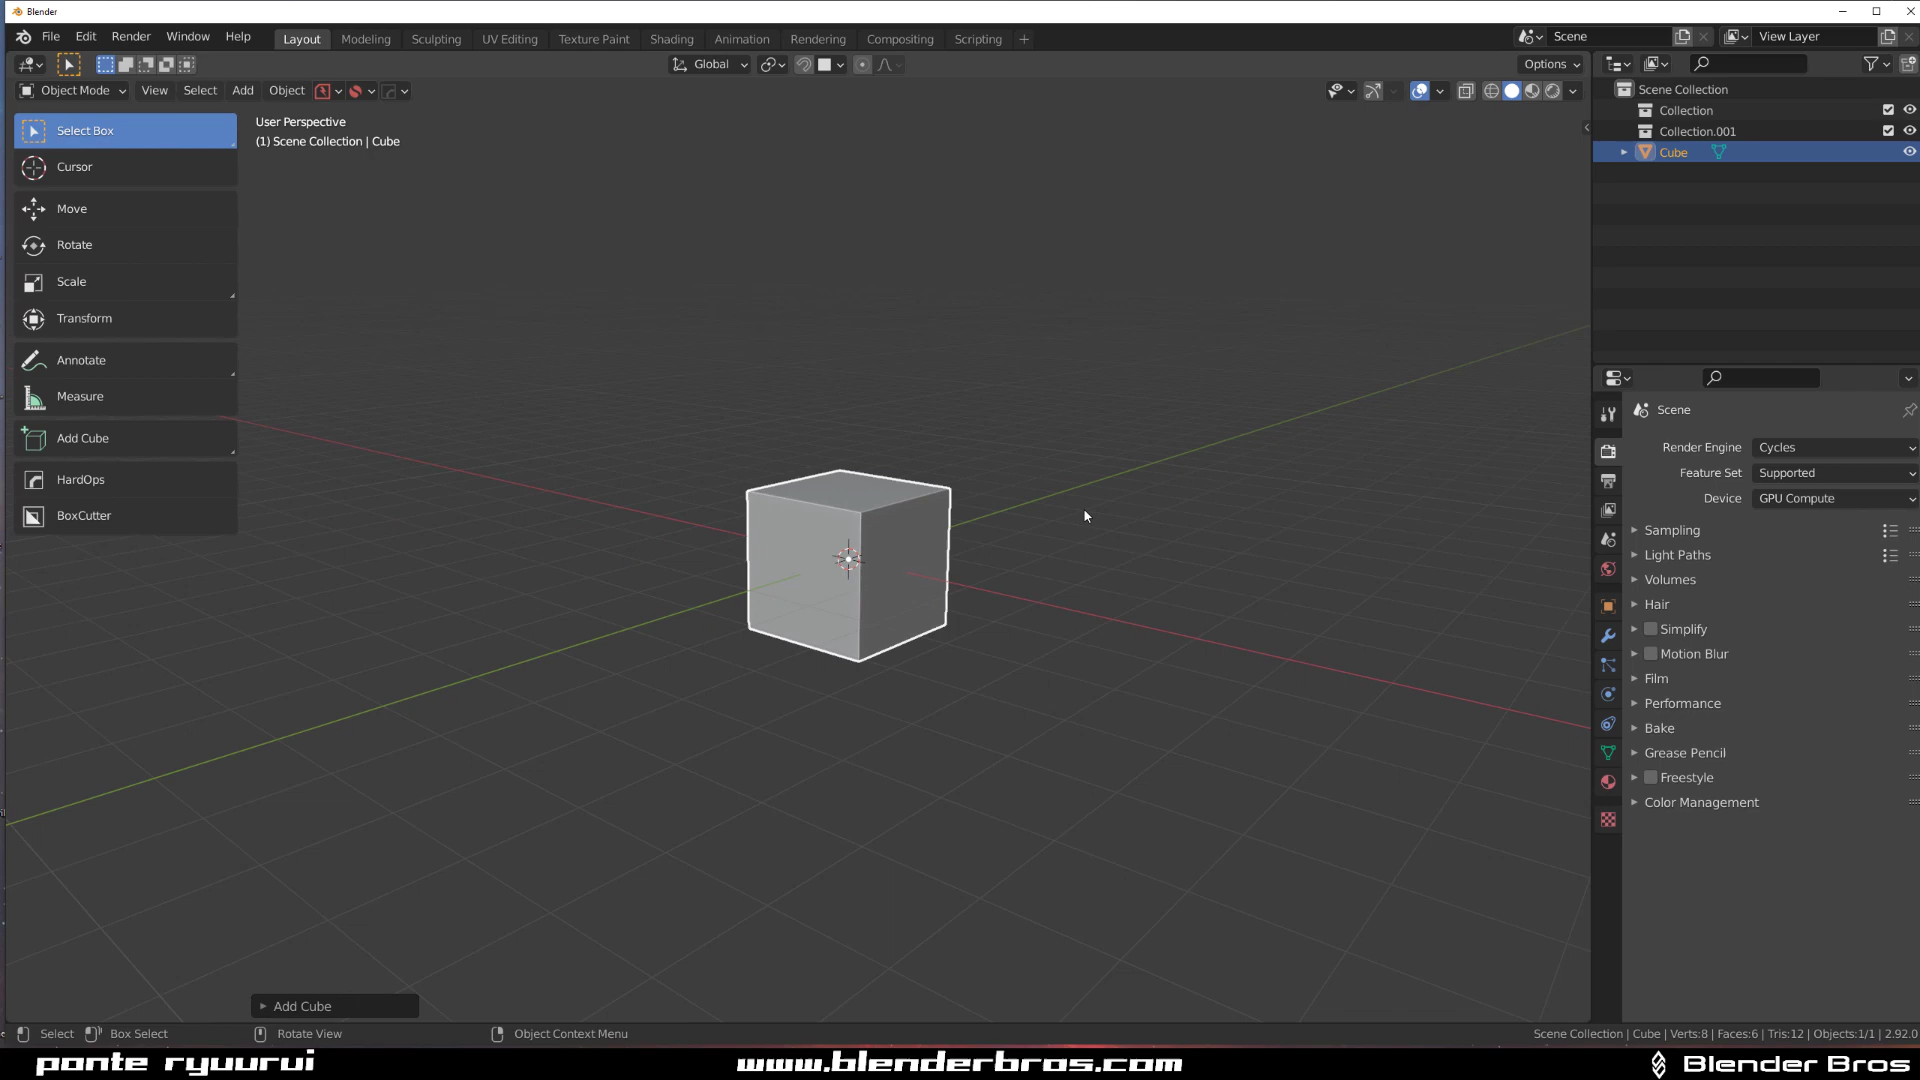 Blender
File Edit Render Window Help Layout Modeling Sculpting UV Editing Texture Paint Shading Animation Rendering Compositing Scripting Scene View Layer
Global Options
Object Mode View Select Add Object
Select Box
Cursor
Move
Rotate
Scale
Transform
Annotate
Measure
Add Cube
HardOps
BoxCutter
User Perspective
(1) Scene Collection | Cube
Scene Collection
Collection
Collection.001
Cube
Scene
Render Engine Cycles
Feature Set Supported
Device GPU Compute
Sampling
Light Paths
Volumes
Hair
Simplify
Motion Blur
Film
Performance
Bake
Grease Pencil
Freestyle
Color Management
Add Cube
Select Box Select Rotate View Object Context Menu Scene Collection | Cube | Verts:8 | Faces:6 | Tris:12 | Objects:1/1 | 2.92.0
ponte ryuurui www.blenderbros.com Blender Bros